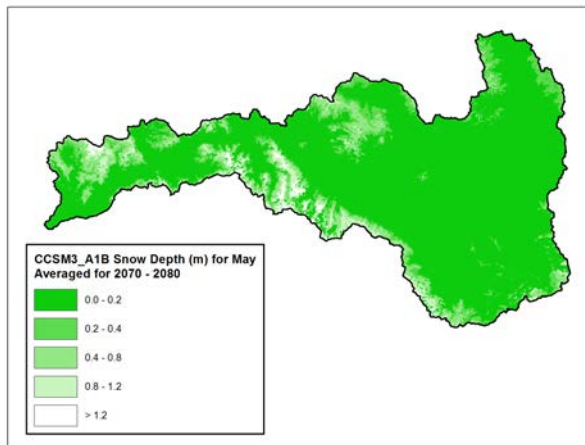 CCSM3_A1B Snow Depth (m) for May
Averaged for 2070 - 2080
0.0 - 0.2
0.2 - 0.4
0.4 - 0.8
0.8 - 1.2
> 1.2